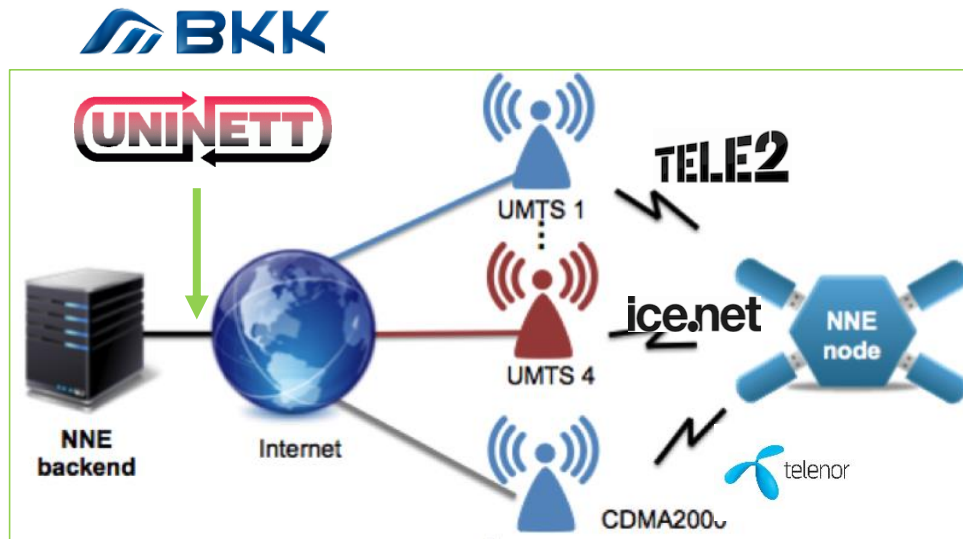 BKK
UNINETT
TELE2
UMTS 1
ice.net
NNE
node
UMTS 4
NNE
backend
Internet
telenor